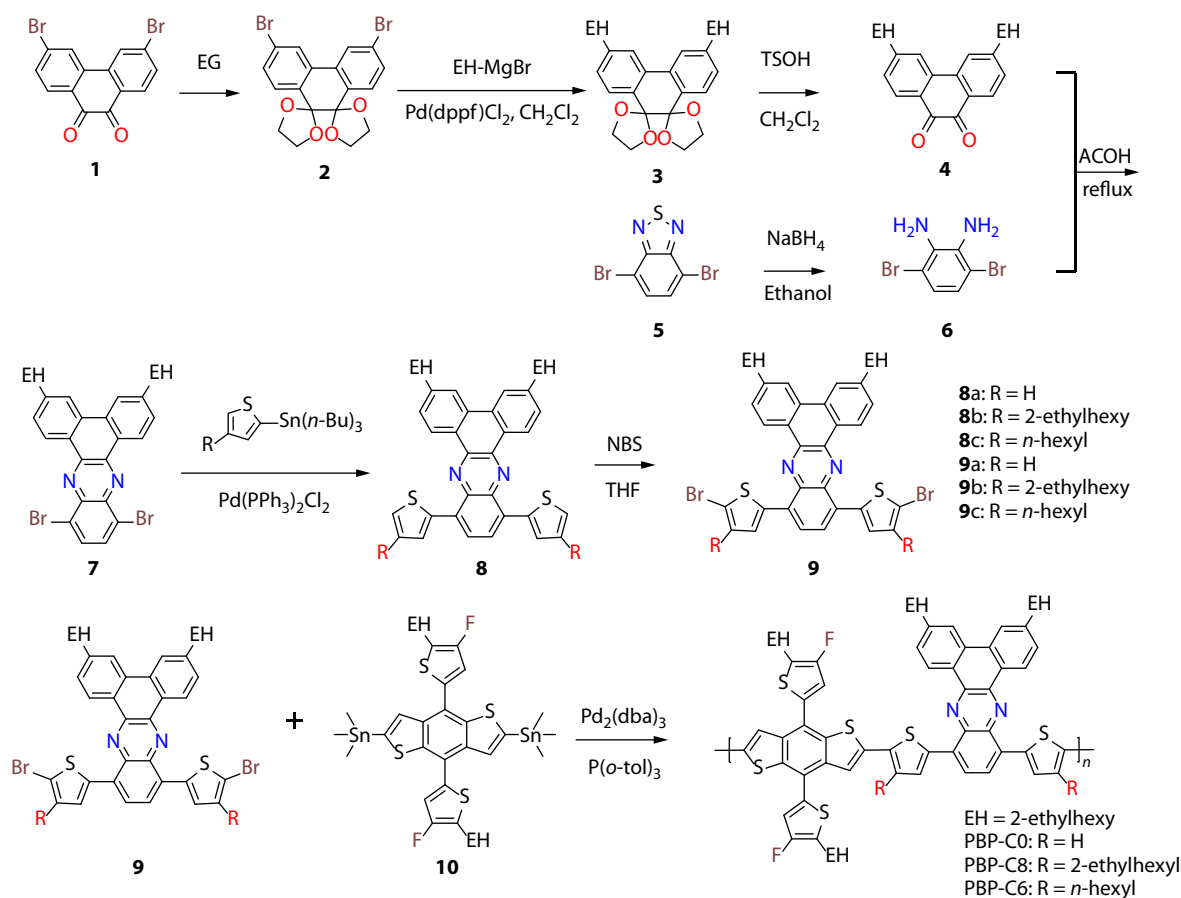 Br Br EG Br Br EH-MgBr EH EH TSOH EH EH
Pd(dppf)Cl2, CH2Cl2 CH2Cl2
O O O O O O O O O O O O
1 2 3 4
ACOH
reflux
S
N N NaBH4 H2N NH2
Br Br Ethanol Br Br
5 6
EH EH
N N
Br Br
7
S
R Sn(n-Bu)3
Pd(PPh3)2Cl2
EH EH
N N
S S
R R
8
NBS
THF
EH EH
N N
Br S S Br
R R
9
8a: R = H
8b: R = 2-ethylhexy
8c: R = n-hexyl
9a: R = H
9b: R = 2-ethylhexy
9c: R = n-hexyl
EH EH
N N
Br S S Br
R R
9
+
EH F
S
Sn S S Sn
S
F EH
10
Pd2(dba)3
P(o-tol)3
EH EH
EH F
S
N N
S S S S n
R R
S
F EH
EH = 2-ethylhexy
PBP-C0: R = H
PBP-C8: R = 2-ethylhexyl
PBP-C6: R = n-hexyl